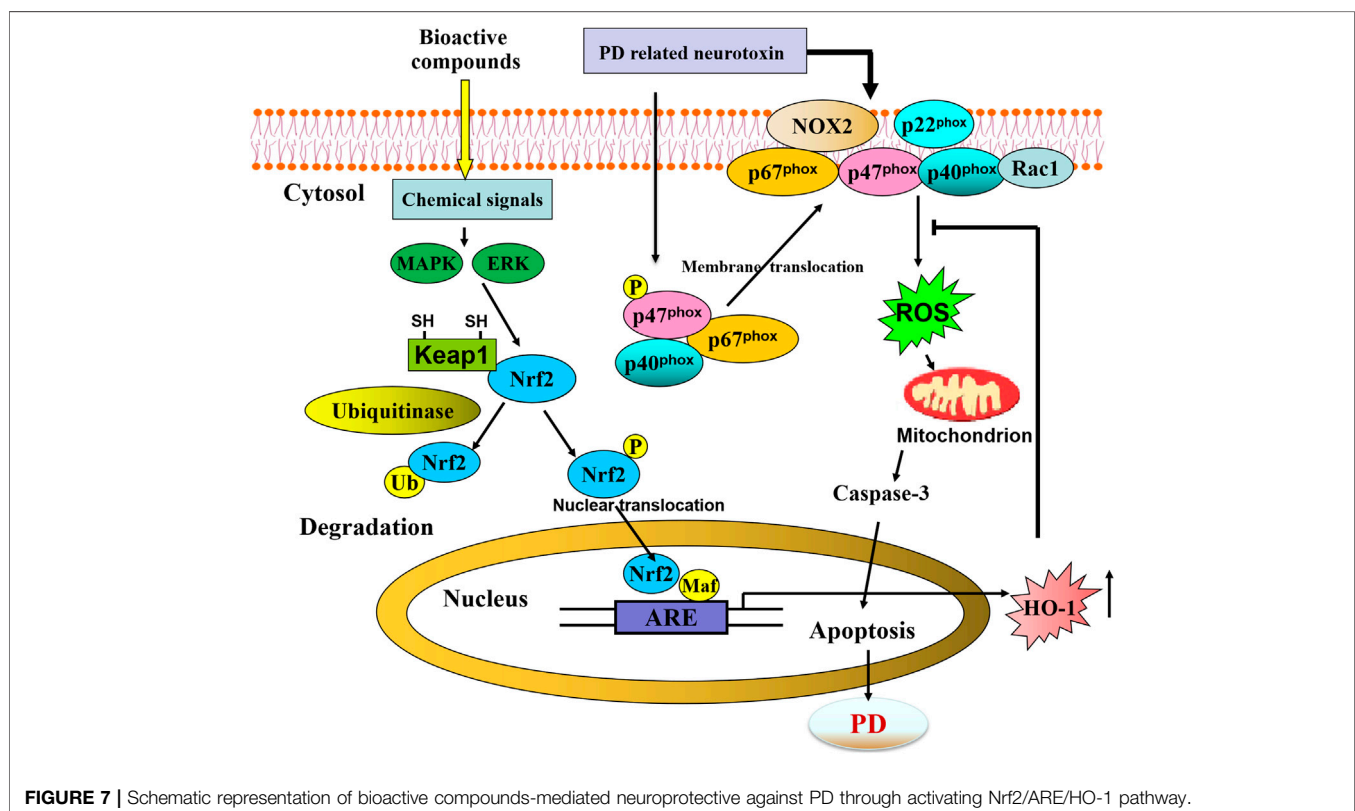 Bioactive
compounds
PD related neurotoxin
NOX2
p22phox
p67phox
p47phox
p40phox
Rac1
Cytosol
Chemical signals
MAPK
ERK
Membrane translocation
SH
SH
Keap1
Nrf2
P
p47phox
p67phox
p40phox
ROS
Ubiquitinase
Mitochondrion
Nrf2
Ub
P
Nrf2
Caspase-3
Nuclear translocation
Degradation
Nrf2
Maf
Nucleus
ARE
HO-1
Apoptosis
PD
FIGURE 7 | Schematic representation of bioactive compounds-mediated neuroprotective against PD through activating Nrf2/ARE/HO-1 pathway.